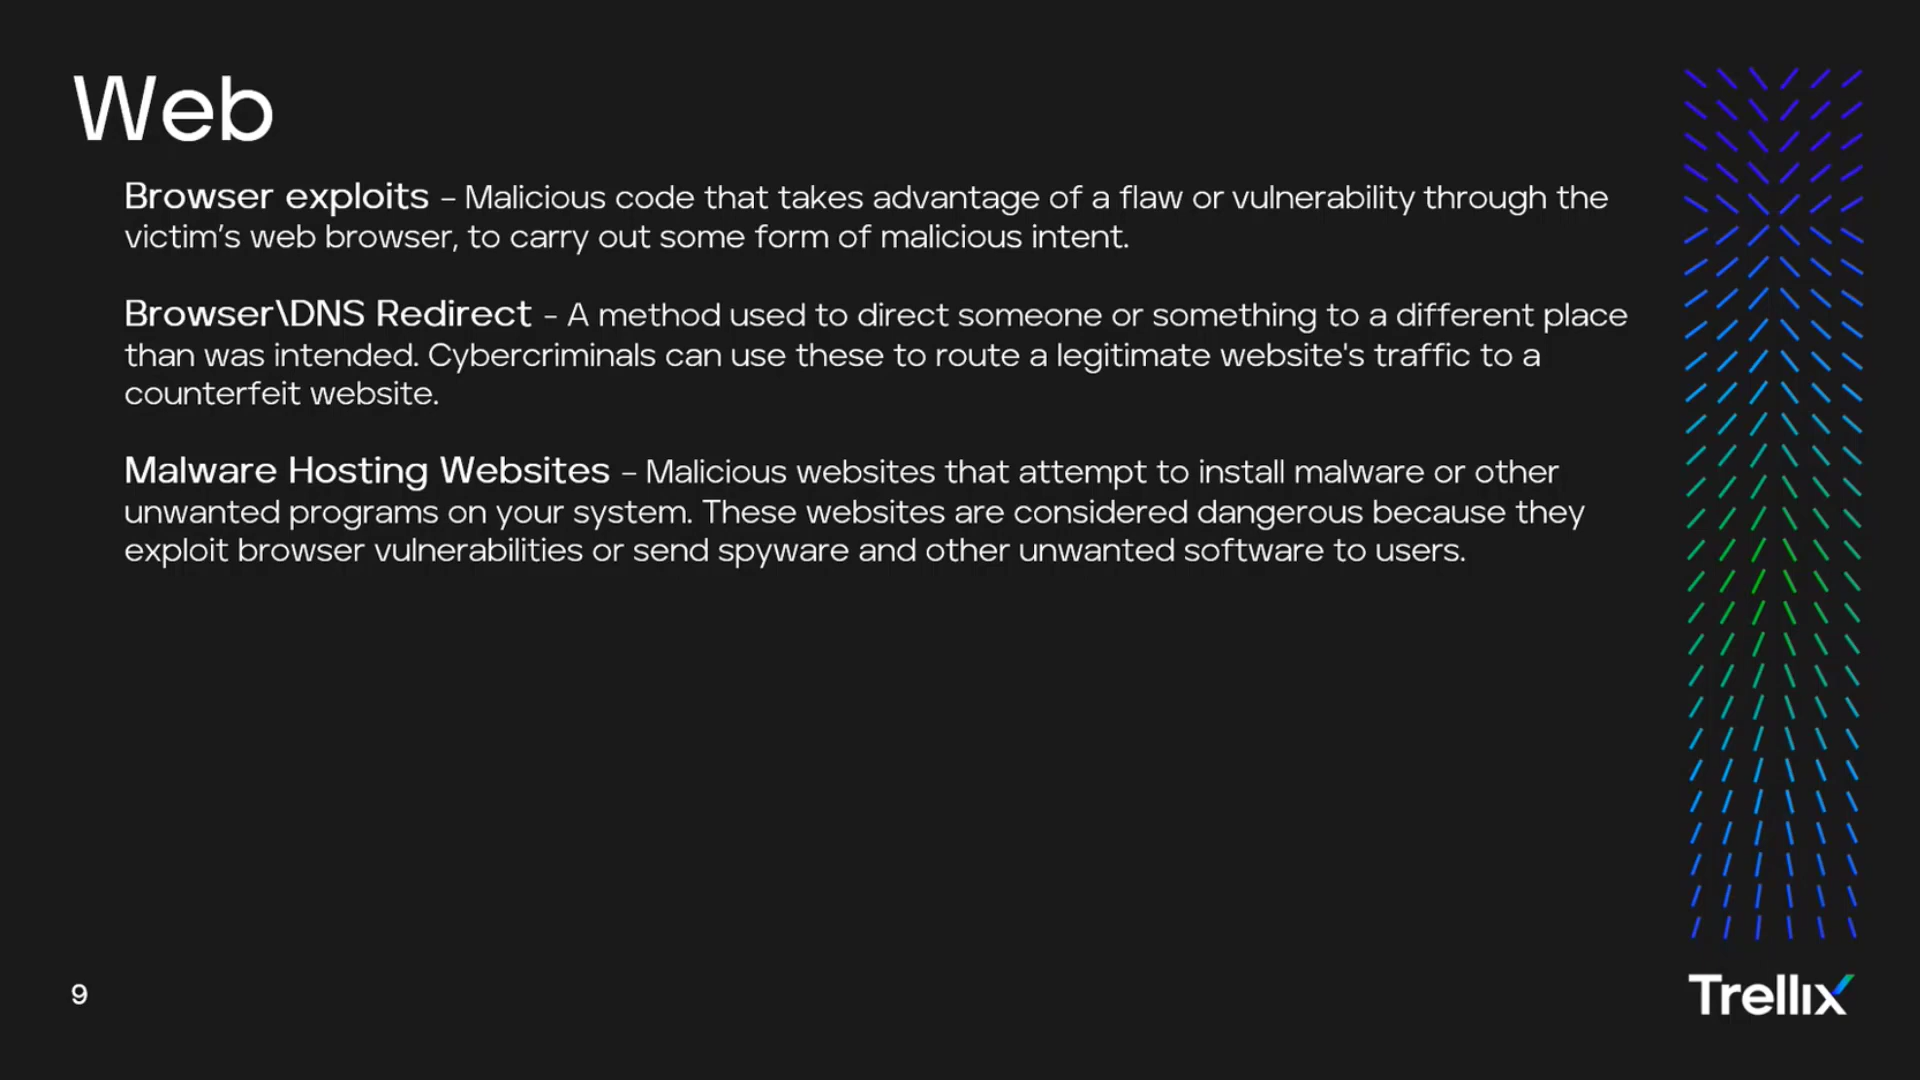 Web
Browser exploits – Malicious code that takes advantage of a flaw or vulnerability through the
victim’s web browser, to carry out some form of malicious intent.
Browser\DNS Redirect - A method used to direct someone or something to a different place
than was intended. Cybercriminals can use these to route a legitimate website's traffic to a
counterfeit website.
Malware Hosting Websites – Malicious websites that attempt to install malware or other
unwanted programs on your system. These websites are considered dangerous because they
exploit browser vulnerabilities or send spyware and other unwanted software to users.
9
Trellix